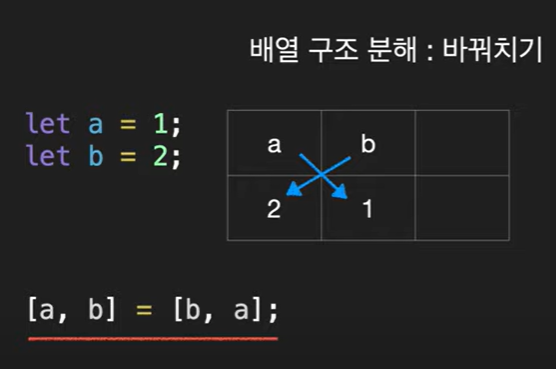 배열 구조 분해 : 바꿔치기
let a = 1;
let b = 2;
a b
2 1
[a, b] = [b, a];